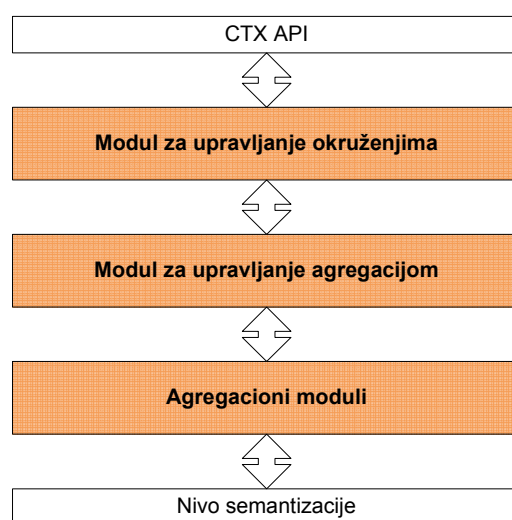 CTX API
Modul za upravljanje okruženjima
Modul za upravljanje agregacijom
Agregacioni moduli
Nivo semantizacije